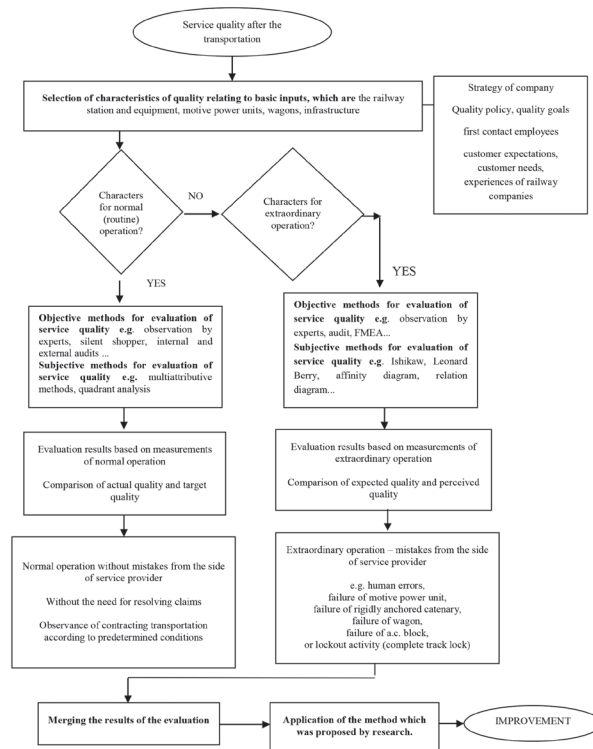 Service quality after the
transportation
Selection of characteristics of quality relating to basic inputs, which are the railway
station and equipment, motive power units, wagons, infrastructure
Strategy of company
Quality policy, quality goals
first contact employees
customer expectations,
customer needs,
experiences of railway
companies
Characters
for normal
(routine)
operation?
NO
Characters for
extraordinary
operation?
YES
YES
Objective methods for evaluation of
service quality e.g. observation by
experts, silent shopper, internal and
external audits ...
Subjective methods for evaluation of
service quality e.g. multiattributive
methods, quadrant analysis
Objective methods for evaluation of
service quality e.g. observation by
experts, audit, FMEA...
Subjective methods for evaluation of
service quality e.g. Ishikaw, Leonard
Berry, affinity diagram, relation
diagram...
Evaluation results based on measurements
of normal operation
Comparison of actual quality and target
quality
Evaluation results based on measurements of
extraordinary operation
Comparison of expected quality and perceived
quality
Normal operation without mistakes from the side
of service provider
Without the need for resolving claims
Observance of contracting transportation
according to predetermined conditions
Extraordinary operation – mistakes from the side
of service provider
e.g. human errors,
failure of motive power unit,
failure of rigidly anchored catenary,
failure of wagon,
failure of a.c. block,
or lockout activity (complete track lock)
Merging the results of the evaluation
Application of the method which
was proposed by research.
IMPROVEMENT